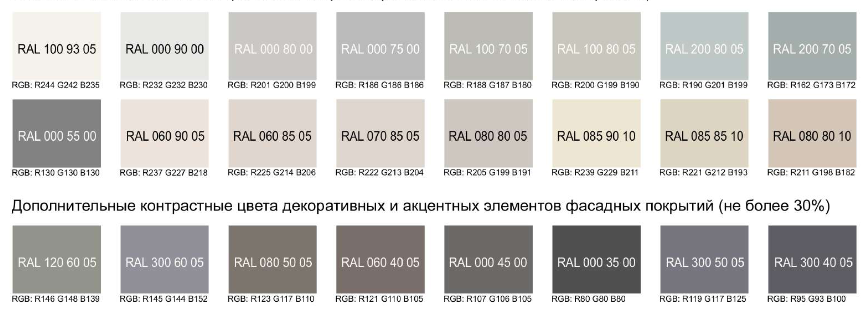 RAL 100 93 05 RAL 000 90 00 RAL 000 80 00 RAL 000 75 00 RAL 100 70 05 RAL 100 80 05 RAL 200 80 05 RAL 200 70 05
RGB: R244 G242 B235 RGB: R232 G232 B230 RGB: R201 G200 B199 RGB: R186 G186 B186 RGB: R188 G187 B180 RGB: R200 G199 B190 RGB: R190 G201 B199 RGB: R162 G173 B172
RAL 000 55 00 RAL 060 90 05 RAL 060 85 05 RAL 070 85 05 RAL 080 80 05 RAL 085 90 10 RAL 085 85 10 RAL 080 80 10
RGB: R130 G130 B130 RGB: R237 G227 B218 RGB: R225 G214 B206 RGB: R222 G213 B204 RGB: R205 G199 B191 RGB: R239 G229 B211 RGB: R221 G212 B193 RGB: R211 G198 B182
Дополнительные контрастные цвета декоративных и акцентных элементов фасадных покрытий (не более 30%)
RAL 120 60 05 RAL 300 60 05 RAL 080 50 05 RAL 060 40 05 RAL 000 45 00 RAL 000 35 00 RAL 300 50 05 RAL 300 40 05
RGB: R146 G148 B139 RGB: R145 G144 B152 RGB: R123 G117 B110 RGB: R121 G110 B105 RGB: R107 G106 B105 RGB: R80 G80 B80 RGB: R119 G117 B125 RGB: R95 G93 B100